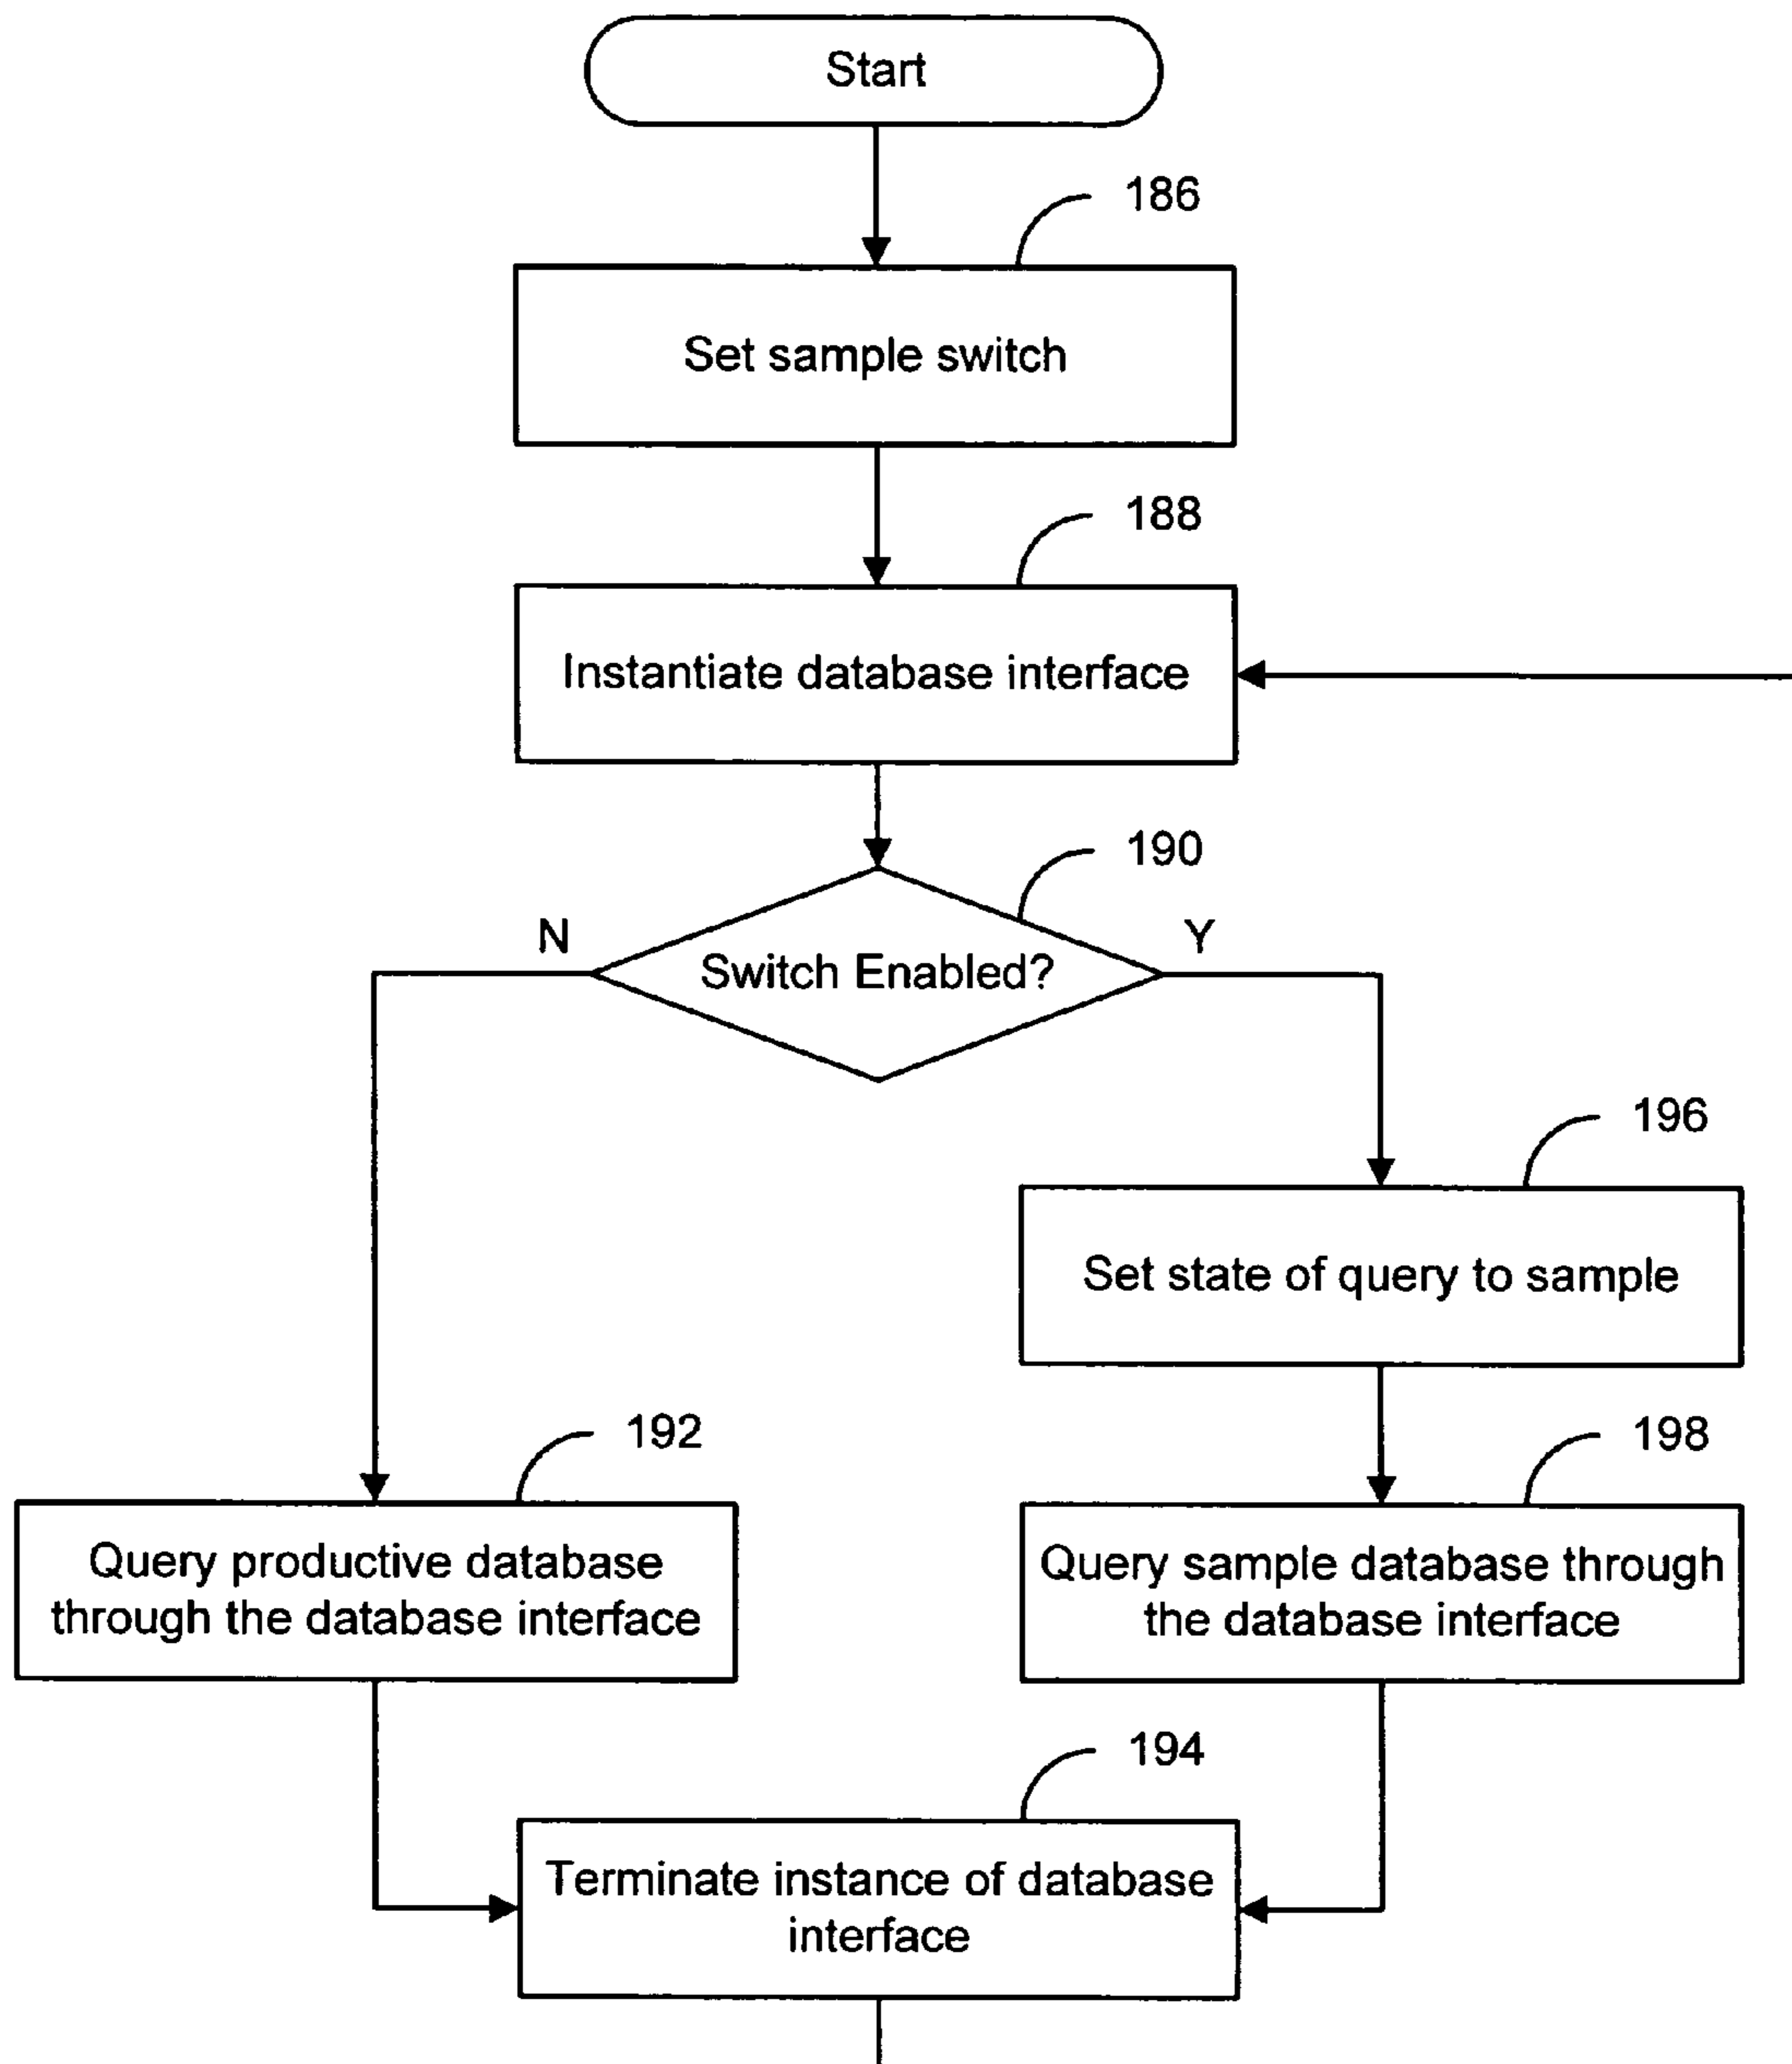 Start
186
Set sample switch
188
Instantiate database interface
190
N
Y
Switch Enabled?
196
Set state of query to sample
192
198
Query productive database
through the database interface
Query sample database through
the database interface
194
Terminate instance of database
interface